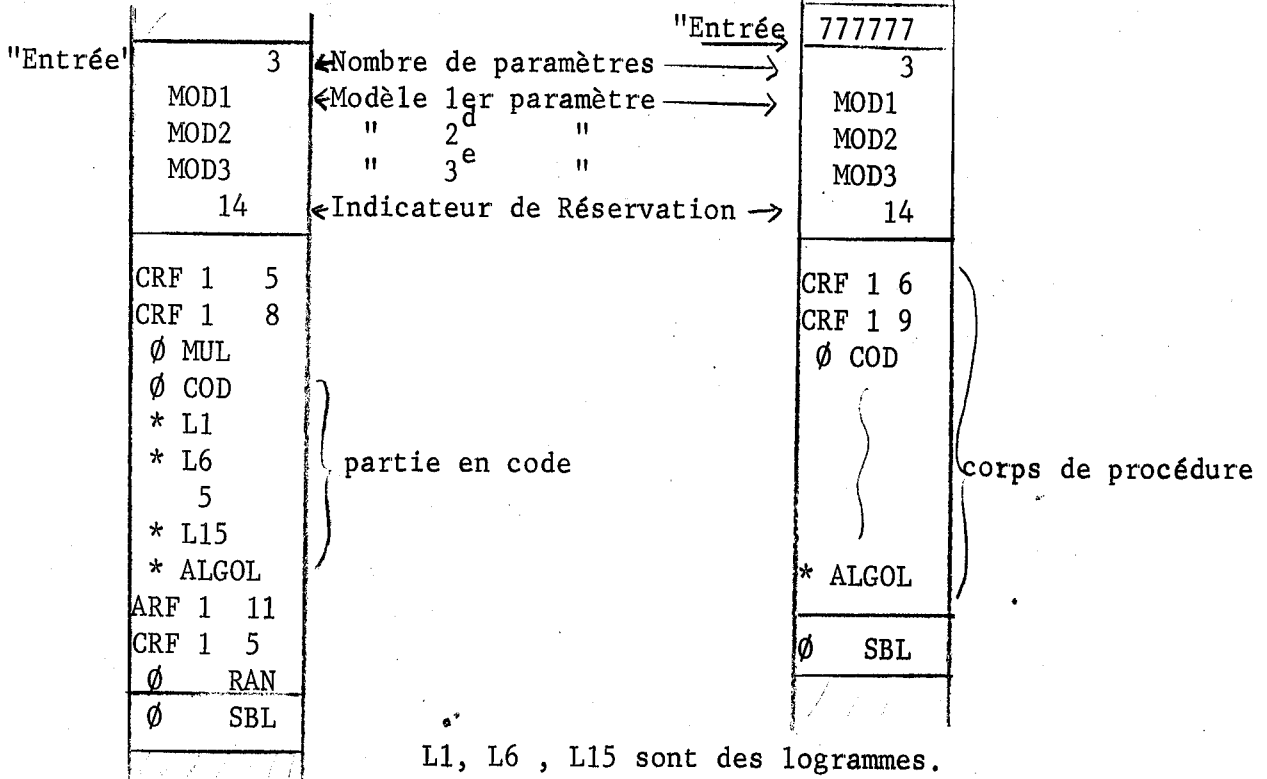 "Entrée 777777
"Entrée" 3 Nombre de paramètres 3
MOD1 Modèle 1er paramètre MOD1
MOD2 " 2d " MOD2
MOD3 " 3e " MOD3
14 Indicateur de Réservation 14
CRF 1 5 CRF 1 6
CRF 1 8 CRF 1 9
Ø MUL Ø COD
Ø COD
* L1
* L6 partie en code corps de procédure
5
* L15
* ALGOL * ALGOL
ARF 1 11
CRF 1 5 Ø SBL
Ø RAN
Ø SBL
L1, L6 , L15 sont des logrammes.